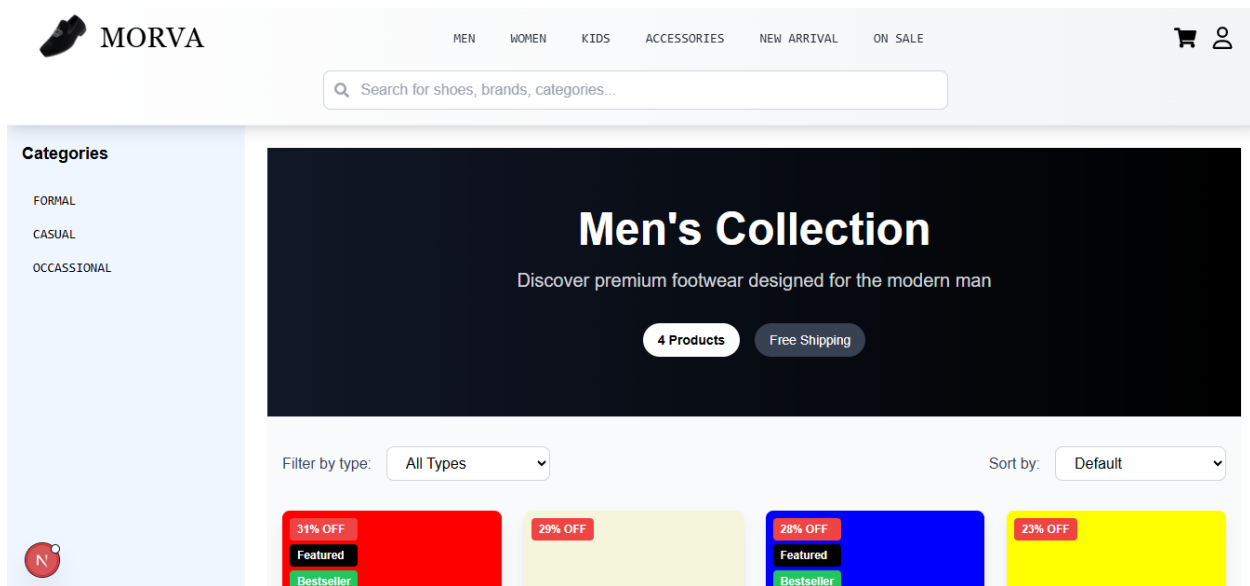 MORVA
MEN WOMEN KIDS ACCESSORIES NEW ARRIVAL ON SALE
Search for shoes, brands, categories...
Categories
FORMAL
CASUAL
OCCASSIONAL
Men's Collection
Discover premium footwear designed for the modern man
4 Products Free Shipping
Filter by type: All Types Sort by: Default
31% OFF 29% OFF 28% OFF 23% OFF
Featured Featured
Bestseller Bestseller
N